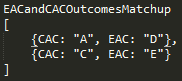 EACandCACOutcomesMatchup
[
{CAC: "A", EAC: "D"},
{CAC: "C", EAC: "E"}
]